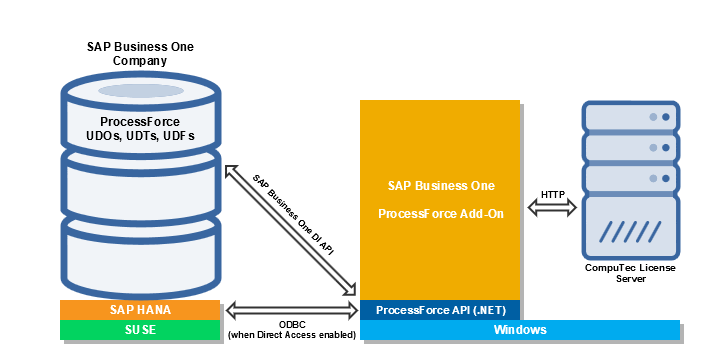 SAP Business One
Company
ProcessForce
UDOs, UDTs, UDFs
SAP Business One DI API
SAP Business One
ProcessForce Add-On
HTTP
CompuTec License
Server
SAP HANA
ODBC
(when Direct Access enabled)
ProcessForce API (.NET)
SUSE
Windows